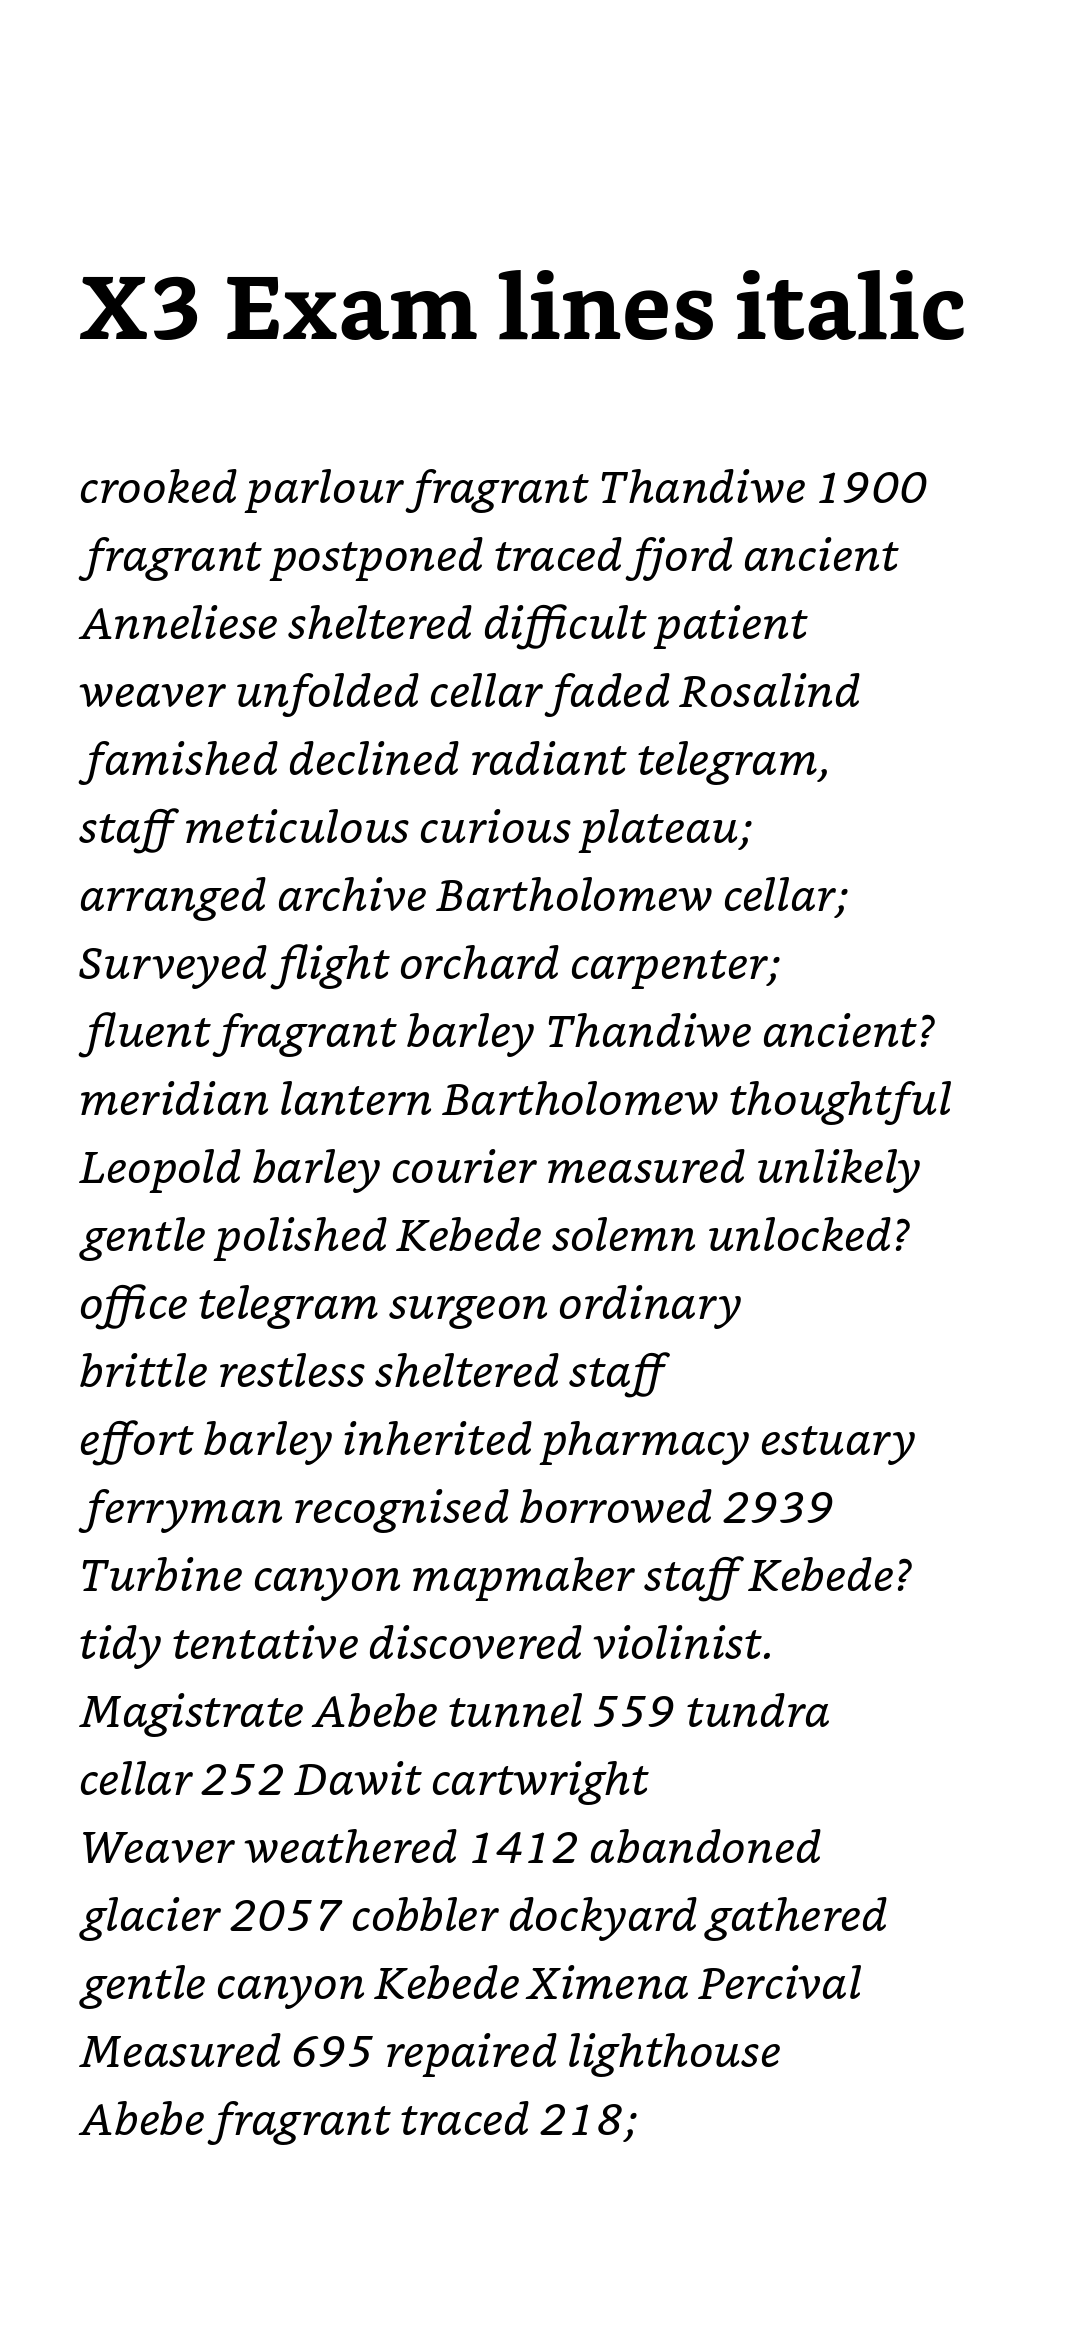 X3 Exam lines italic
crooked parlour fragrant Thandiwe 1900
fragrant postponed traced fjord ancient
Anneliese sheltered difficult patient
weaver unfolded cellar faded Rosalind
famished declined radiant telegram,
staff meticulous curious plateau;
arranged archive Bartholomew cellar;
Surveyed flight orchard carpenter;
fluent fragrant barley Thandiwe ancient?
meridian lantern Bartholomew thoughtful
Leopold barley courier measured unlikely
gentle polished Kebede solemn unlocked?
office telegram surgeon ordinary
brittle restless sheltered staff
effort barley inherited pharmacy estuary
ferryman recognised borrowed 2939
Turbine canyon mapmaker staff Kebede?
tidy tentative discovered violinist.
Magistrate Abebe tunnel 559 tundra
cellar 252 Dawit cartwright
Weaver weathered 1412 abandoned
glacier 2057 cobbler dockyard gathered
gentle canyon Kebede Ximena Percival
Measured 695 repaired lighthouse
Abebe fragrant traced 218;